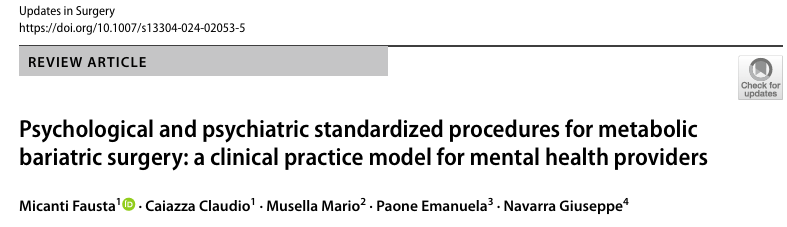 Updates in Surgery
https://doi.org/10.1007/s13304-024-02053-5
REVIEW ARTICLE
Check for
updates
Psychological and psychiatric standardized procedures for metabolic
bariatric surgery: a clinical practice model for mental health providers
Micanti Fausta¹ iD · Caiazza Claudio¹ · Musella Mario² · Paone Emanuela³ · Navarra Giuseppe⁴